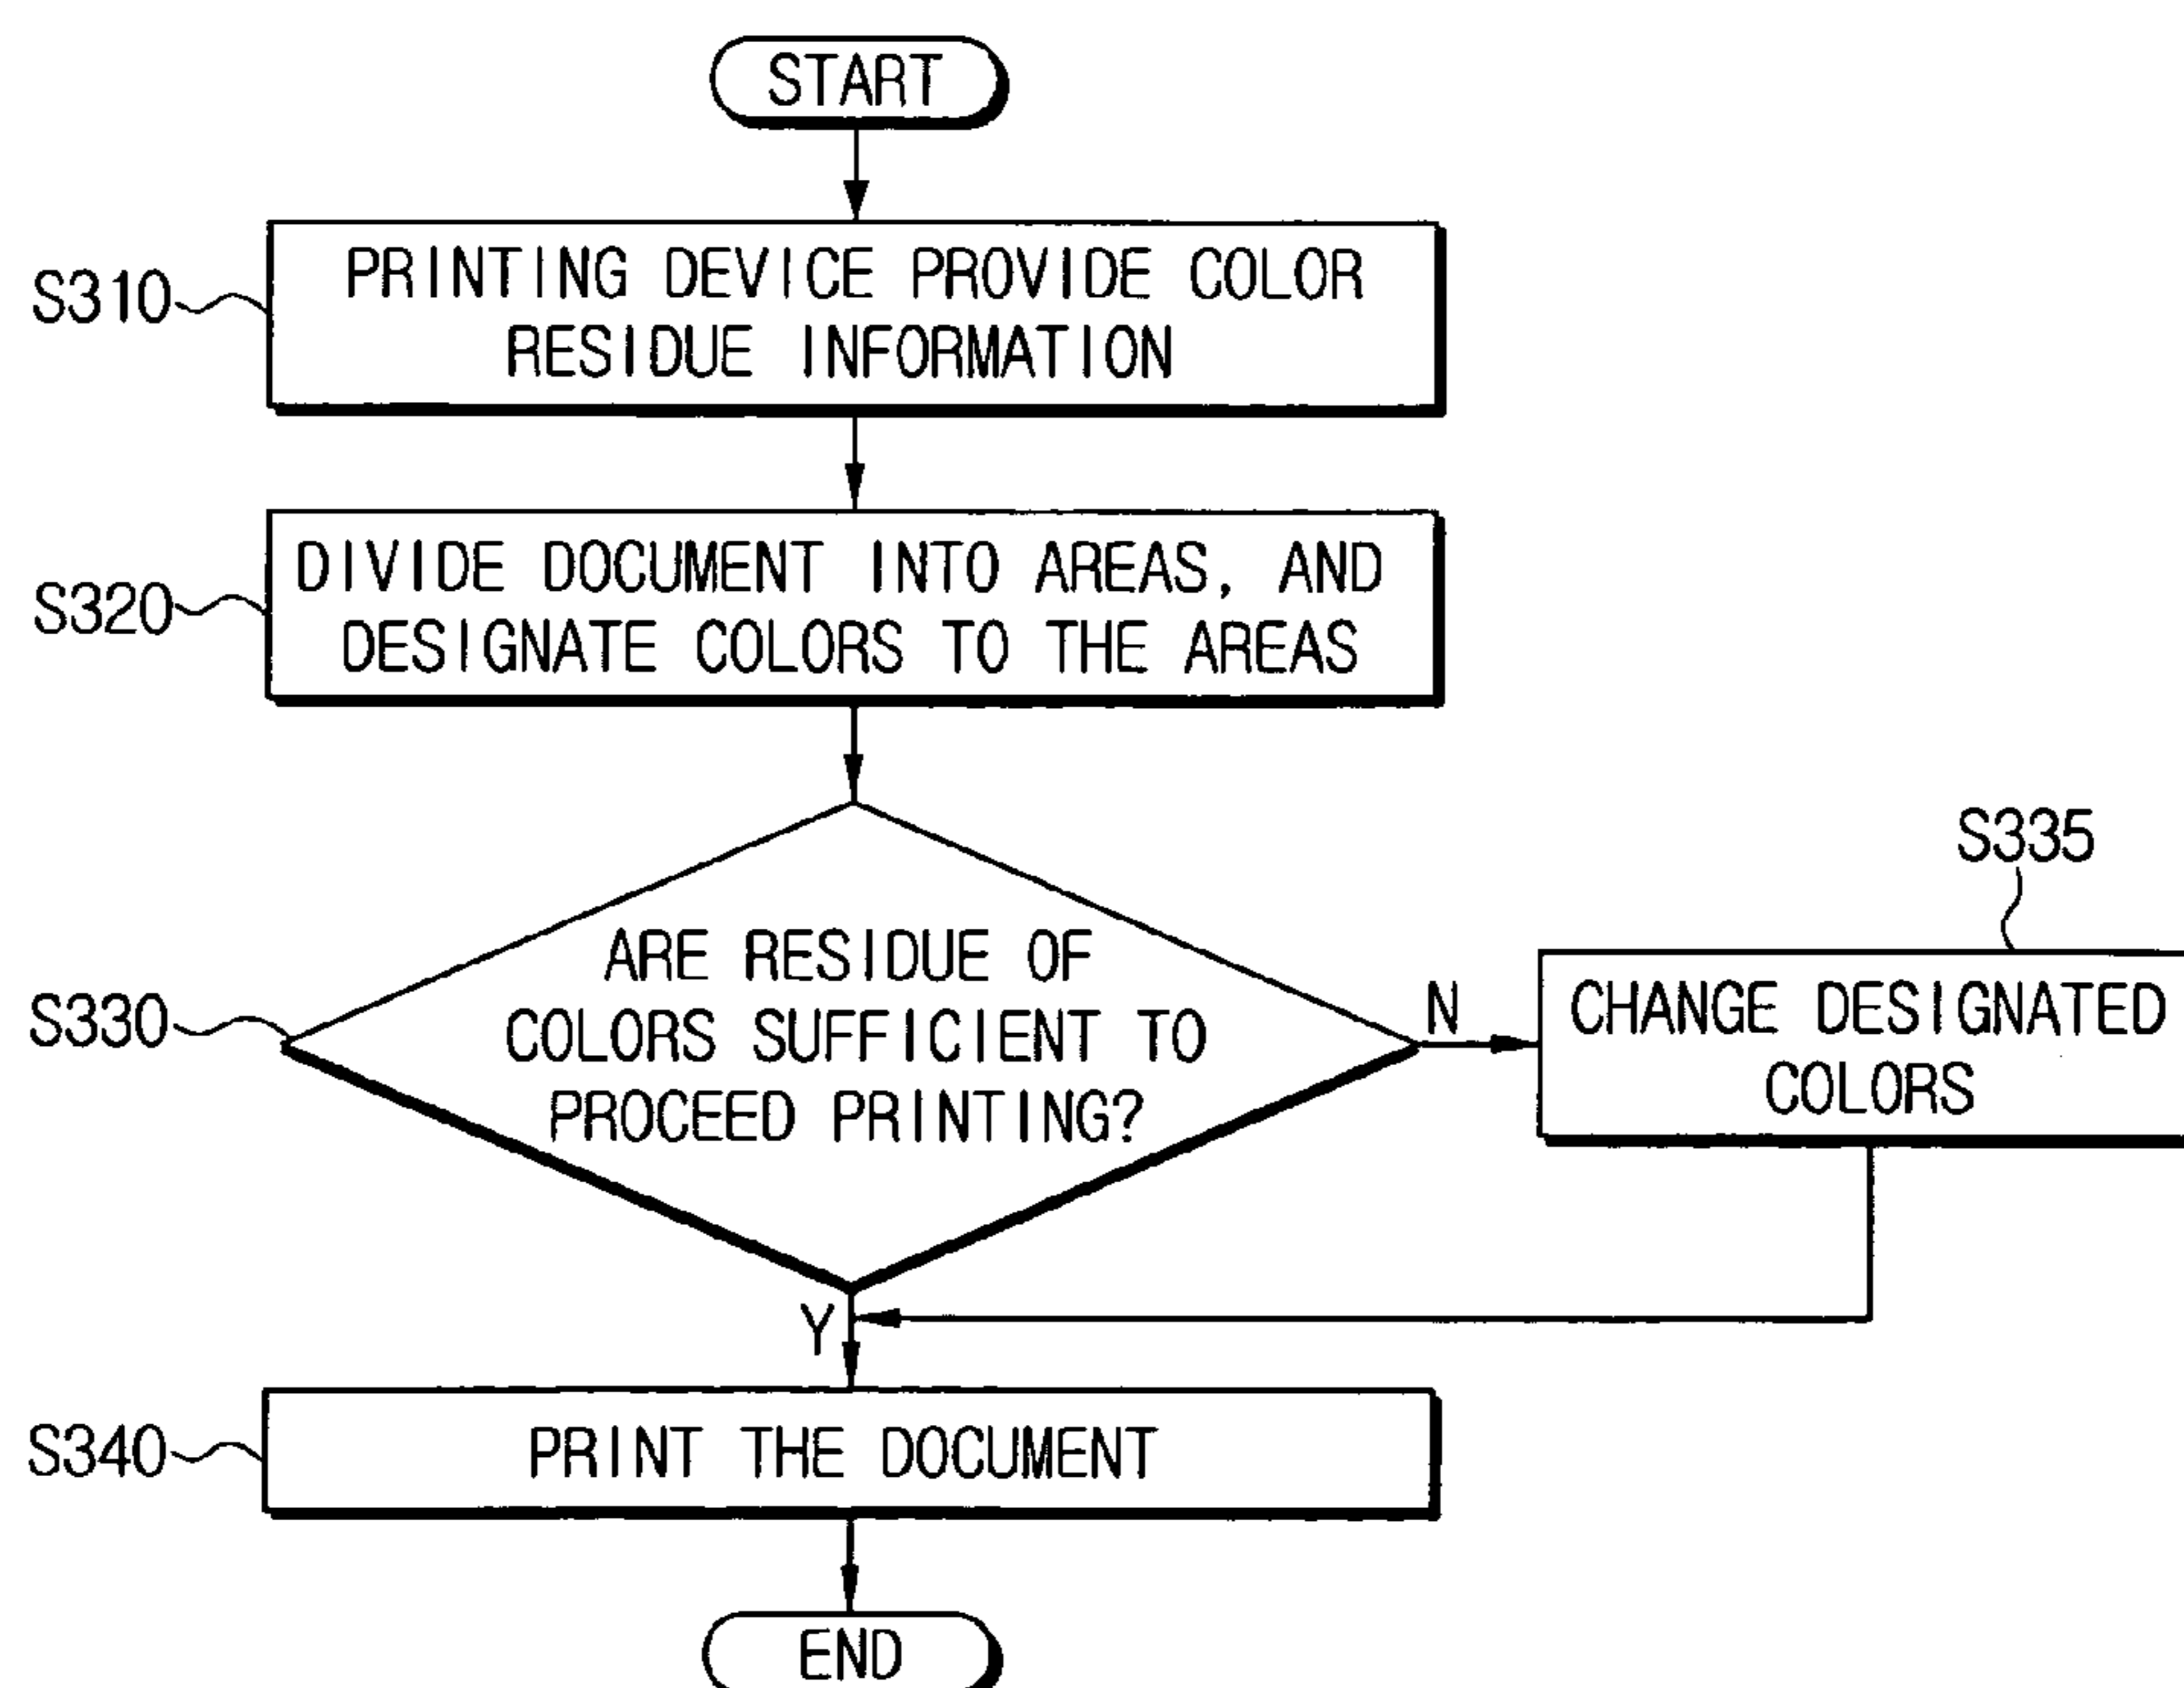 START
S310
PRINTING DEVICE PROVIDE COLOR
RESIDUE INFORMATION
S320
DIVIDE DOCUMENT INTO AREAS, AND
DESIGNATE COLORS TO THE AREAS
S330
ARE RESIDUE OF
COLORS SUFFICIENT TO
PROCEED PRINTING?
N
S335
CHANGE DESIGNATED
COLORS
Y
S340
PRINT THE DOCUMENT
END